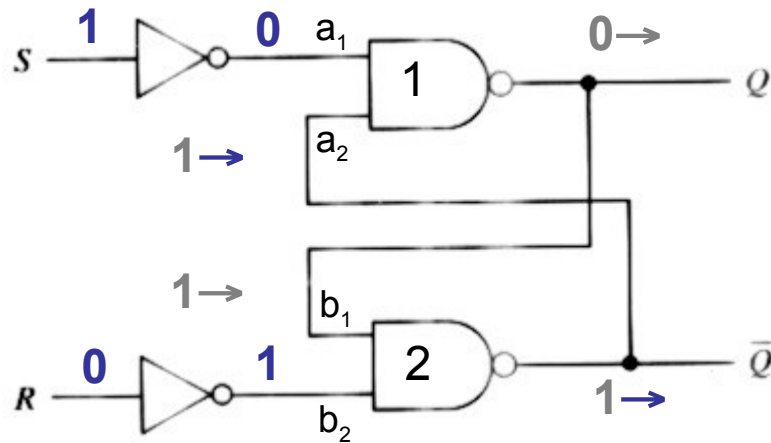 1 0 a₁ 0→
S 1 Q
1→ a₂
1→ b₁
0 1 2 Q̅
R b₂ 1→